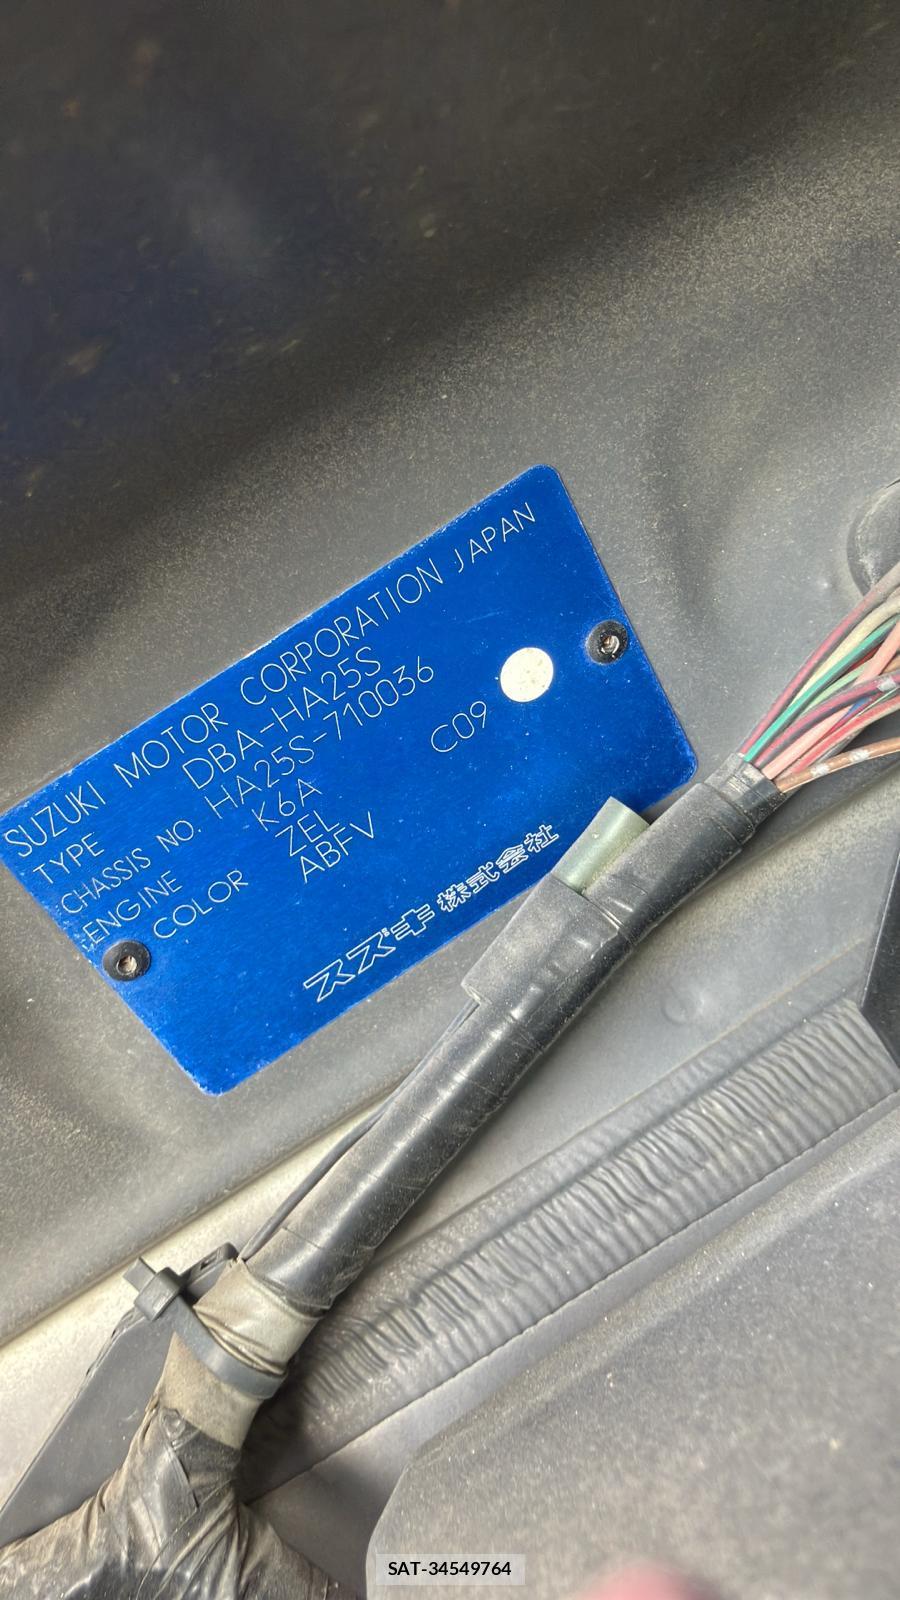 SUZUKI MOTOR CORPORATION JAPAN
TYPE DBA-HA25S
CHASSIS NO. HA25S-710036
ENGINE K6A C09
COLOR ZEL
ABFV
スズキ株式会社
SAT-34549764